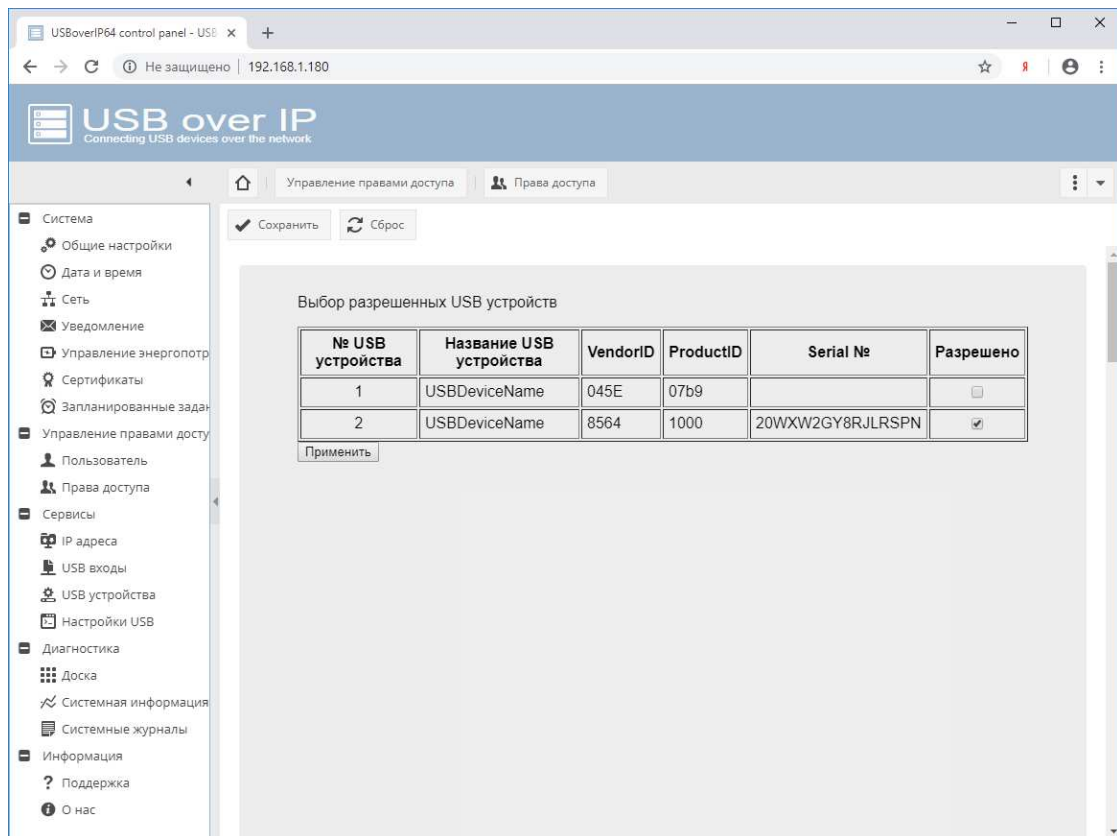 USBoverIP64 control panel - USB
Не защищено | 192.168.1.180
USB over IP
Connecting USB devices over the network
Управление правами доступа
Права доступа
Сохранить
Сброс
Система
Общие настройки
Дата и время
Сеть
Уведомление
Управление энергопотр
Сертификаты
Запланированные задан
Управление правами досту
Пользователь
Права доступа
Сервисы
IP адреса
USB входы
USB устройства
Настройки USB
Диагностика
Доска
Системная информация
Системные журналы
Информация
Поддержка
О нас
Выбор разрешенных USB устройств
№ USB устройства Название USB устройства VendorID ProductID Serial № Разрешено
1 USBDeviceName 045E 07b9
2 USBDeviceName 8564 1000 20WXW2GY8RJLRSPN
Применить